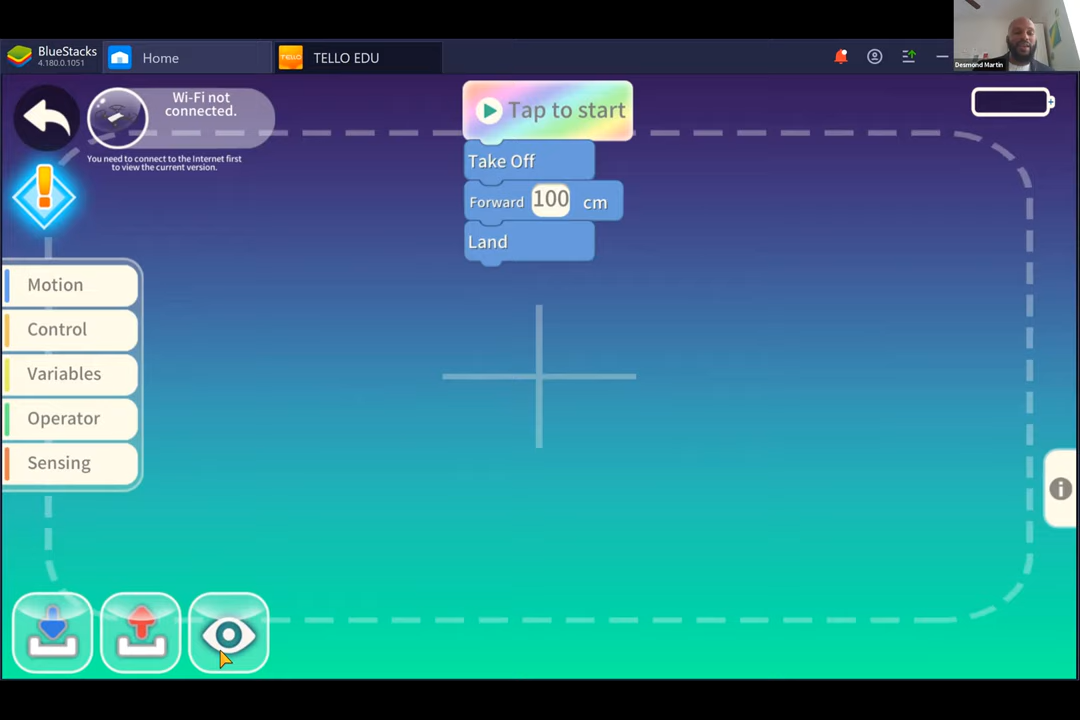 BlueStacks
4.180.0.1051
Home
TELLO
TELLO EDU
Desmond Martin
Wi-Fi not
connected.
You need to connect to the Internet first
to view the current version.
Tap to start
Take Off
Forward 100 cm
Land
Motion
Control
Variables
Operator
Sensing